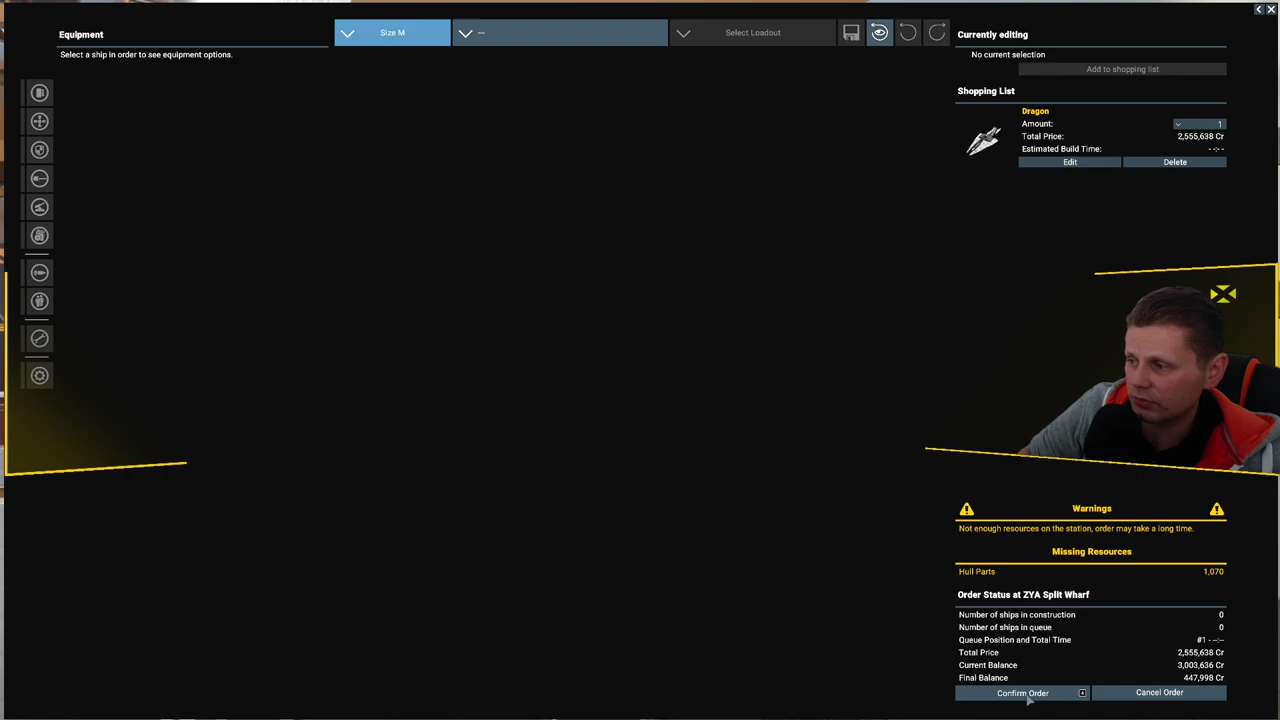 Equipment
Select a ship in order to see equipment options.
Size M
---
Select Loadout
Currently editing
No current selection
Add to shopping list
Shopping List
Dragon
Amount: 1
Total Price: 2,555,638 Cr
Estimated Build Time: --:--
Edit
Delete
Warnings
Not enough resources on the station, order may take a long time.
Missing Resources
Hull Parts 1,070
Order Status at ZYA Split Wharf
Number of ships in construction 0
Number of ships in queue 0
Queue Position and Total Time #1 - --:--
Total Price 2,555,638 Cr
Current Balance 3,003,636 Cr
Final Balance 447,998 Cr
Confirm Order
Cancel Order